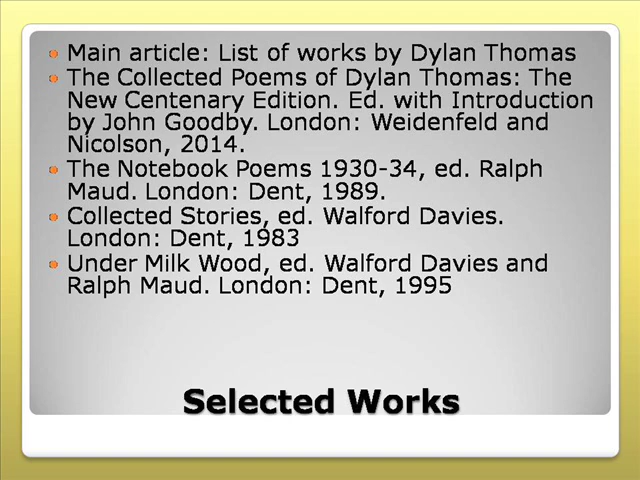 Main article: List of works by Dylan Thomas
The Collected Poems of Dylan Thomas: The
New Centenary Edition. Ed. with Introduction
by John Goodby. London: Weidenfeld and
Nicolson, 2014.
The Notebook Poems 1930-34, ed. Ralph
Maud. London: Dent, 1989.
Collected Stories, ed. Walford Davies.
London: Dent, 1983
Under Milk Wood, ed. Walford Davies and
Ralph Maud. London: Dent, 1995
Selected Works